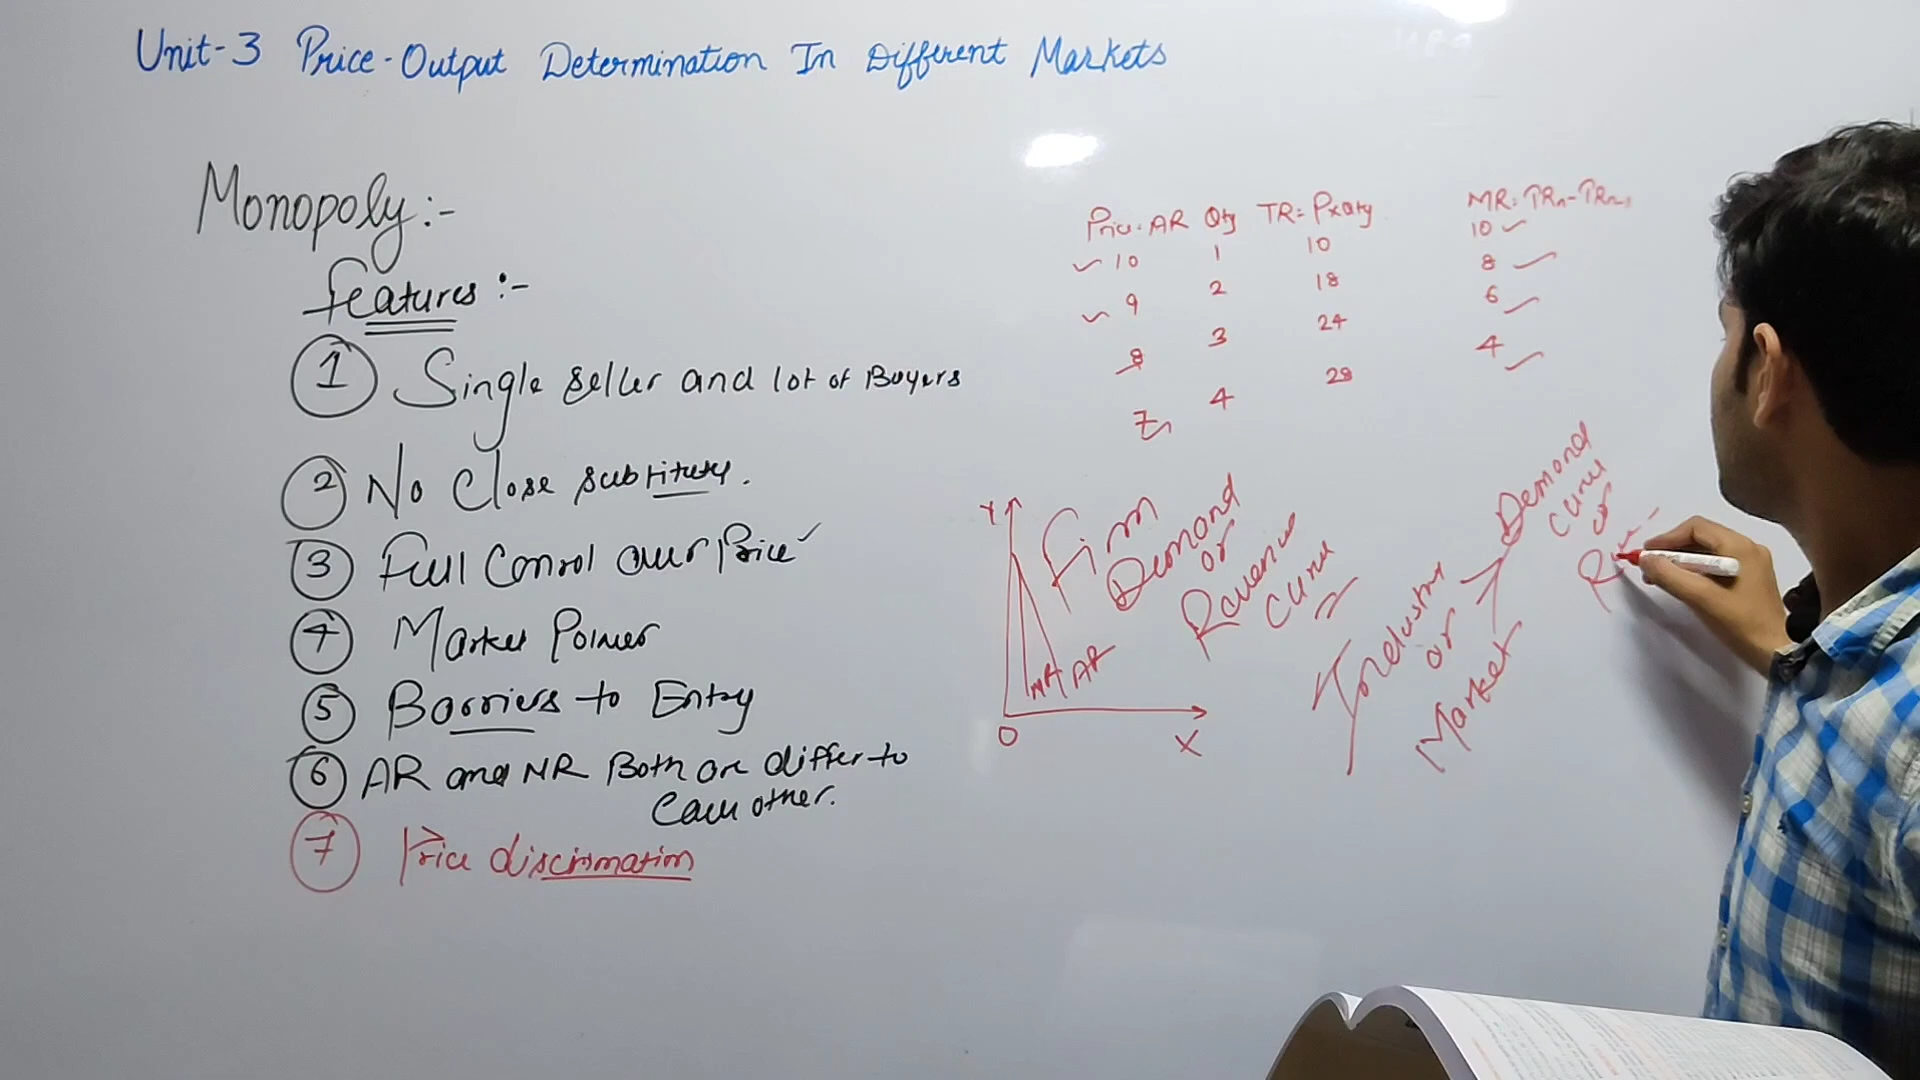 Unit-3 Price-Output Determination In Different Markets
Monopoly:-
features :-
1 Single seller and lot of Buyers
2 No Close substitutes.
3 Full Control over Price
4 Market Power
5 Barriers to Entry
6 AR and MR Both are differ to
Each other.
7 Price discrimation
Price=AR Qty TR=PxQty MR=TRn-TRn-1
10 1 10 10
9 2 18 8
8 3 24 6
7 4 28 4
Y
MR AR
O X
Firm
Demand
or
Revenue
Curve
Industry
or
Market
Demand
Curve
or